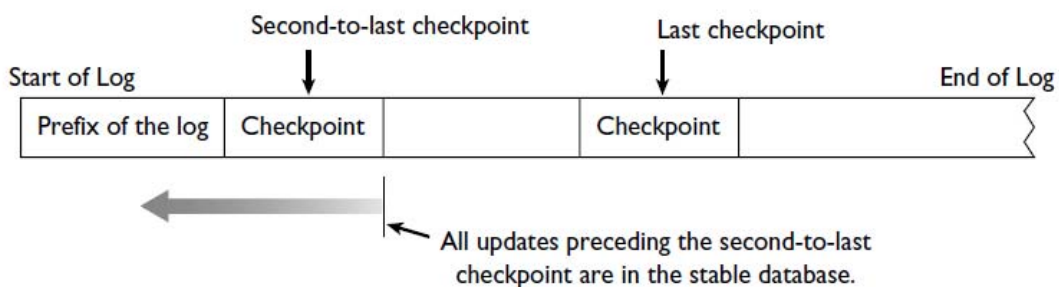 Second-to-last checkpoint
Last checkpoint
Start of Log
End of Log
Prefix of the log
Checkpoint
Checkpoint
All updates preceding the second-to-last
checkpoint are in the stable database.